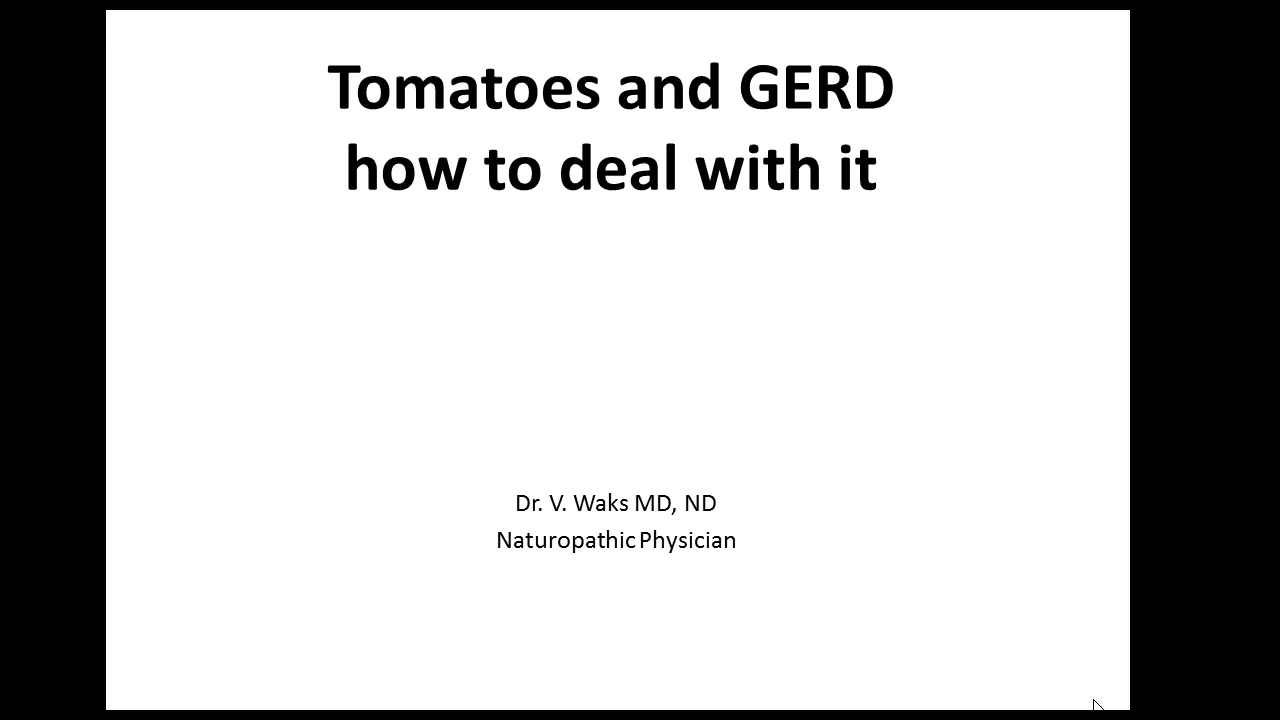 Tomatoes and GERD
how to deal with it
Dr. V. Waks MD, ND
Naturopathic Physician